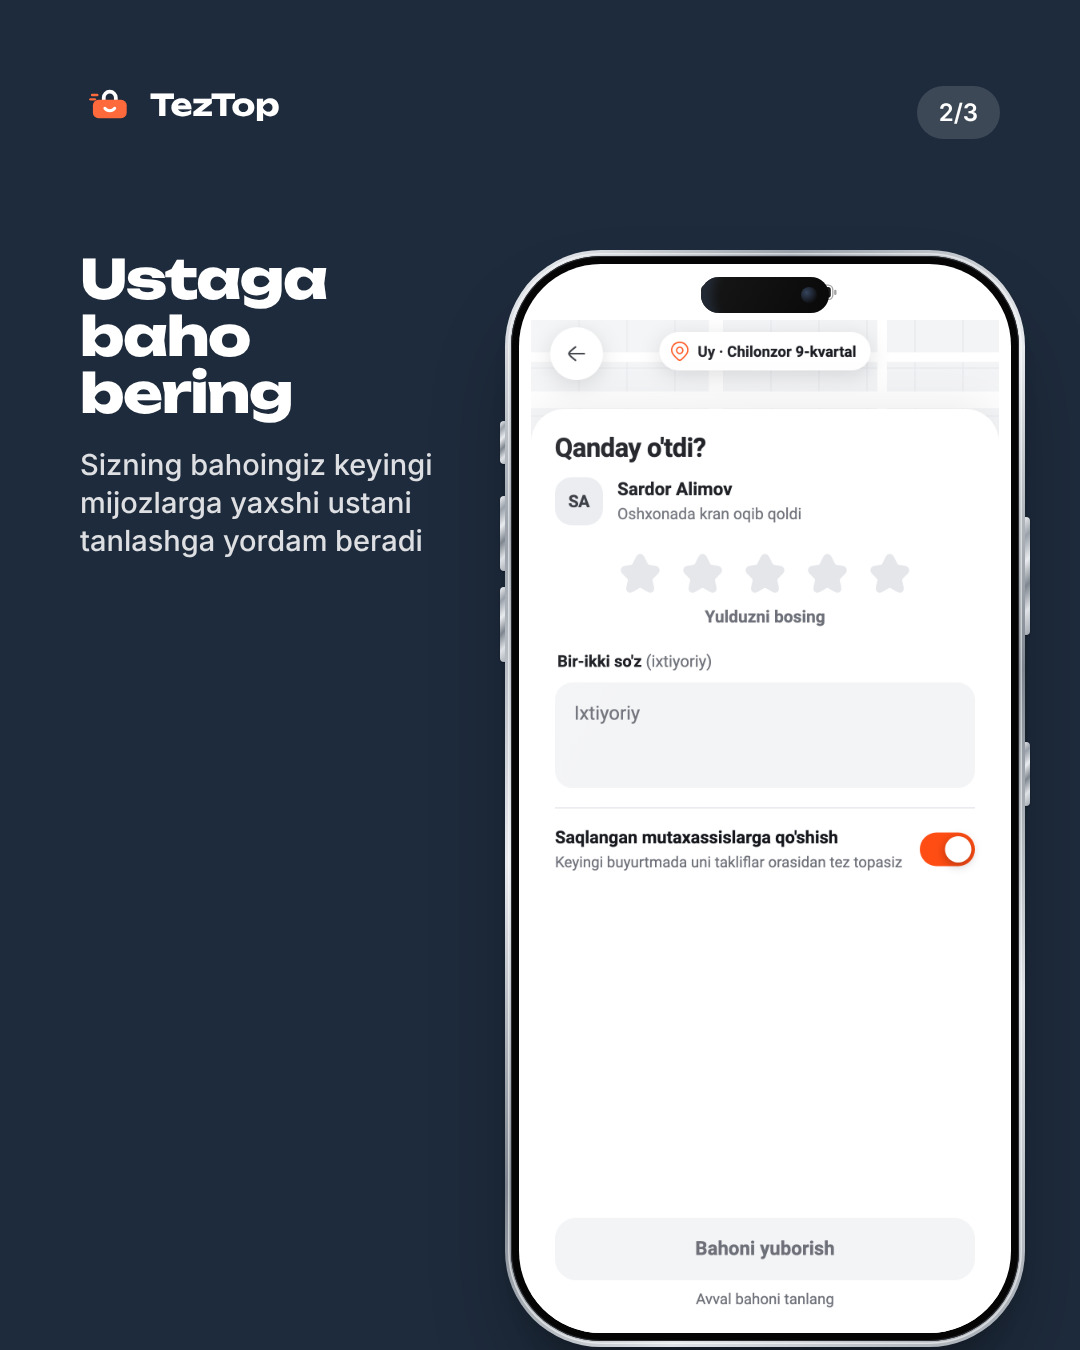 TezTop
2/3
Ustaga
baho
bering
Sizning bahoingiz keyingi
mijozlarga yaxshi ustani
tanlashga yordam beradi
Uy · Chilonzor 9-kvartal
Qanday o'tdi?
SA
Sardor Alimov
Oshxonada kran oqib qoldi
Yulduzni bosing
Bir-ikki so'z (ixtiyoriy)
Ixtiyoriy
Saqlangan mutaxassislarga qo'shish
Keyingi buyurtmada uni takliflar orasidan tez topasiz
Bahoni yuborish
Avval bahoni tanlang